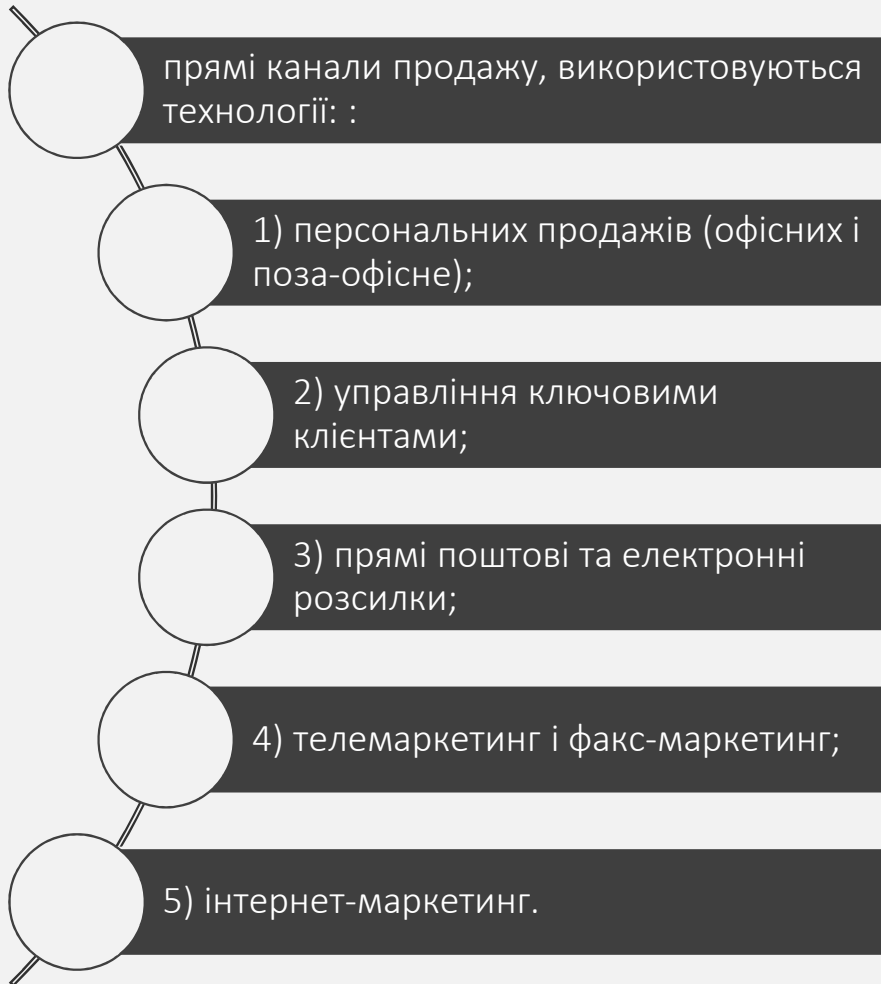 прямі канали продажу, використовуються
технології: :
1) персональних продажів (офісних і
поза-офісне);
2) управління ключовими
клієнтами;
3) прямі поштові та електронні
розсилки;
4) телемаркетинг і факс-маркетинг;
5) інтернет-маркетинг.